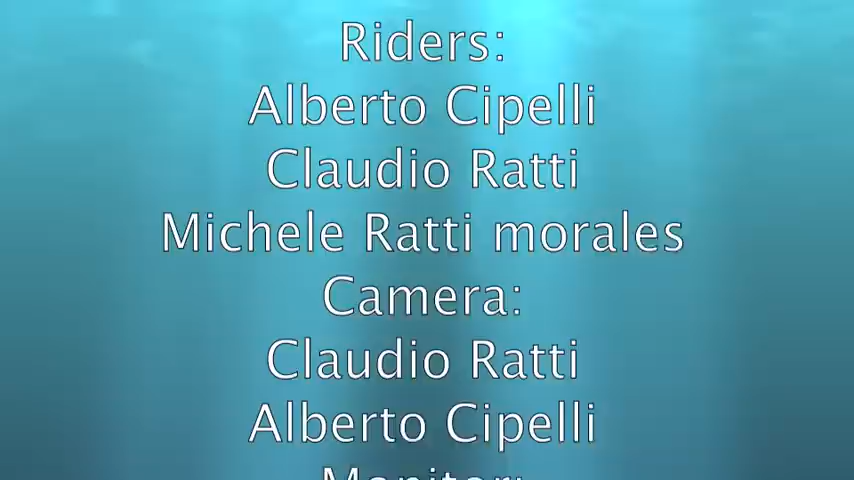 Riders:
Alberto Cipelli
Claudio Ratti
Michele Ratti morales
Camera:
Claudio Ratti
Alberto Cipelli